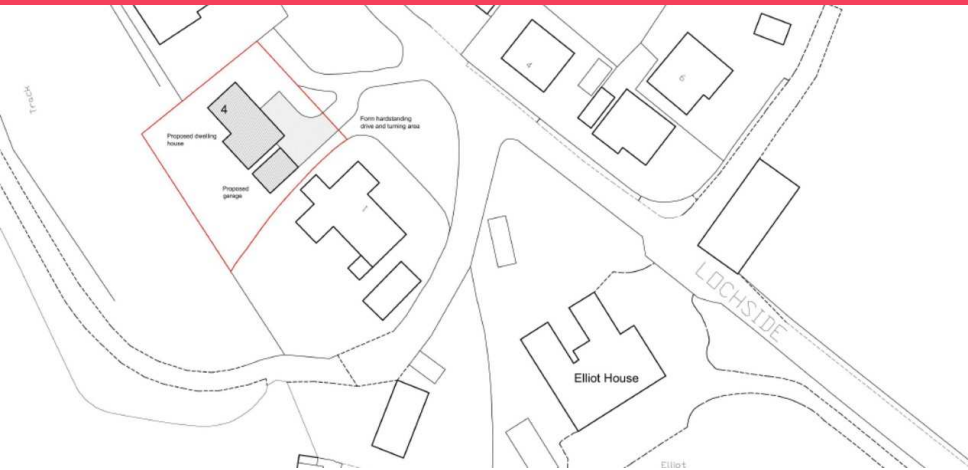 4
6
Track
4
Form hardstanding
drive and turning area
Proposed dwelling
house
Proposed
garage
1
LOCHSIDE
Elliot House
Elliot